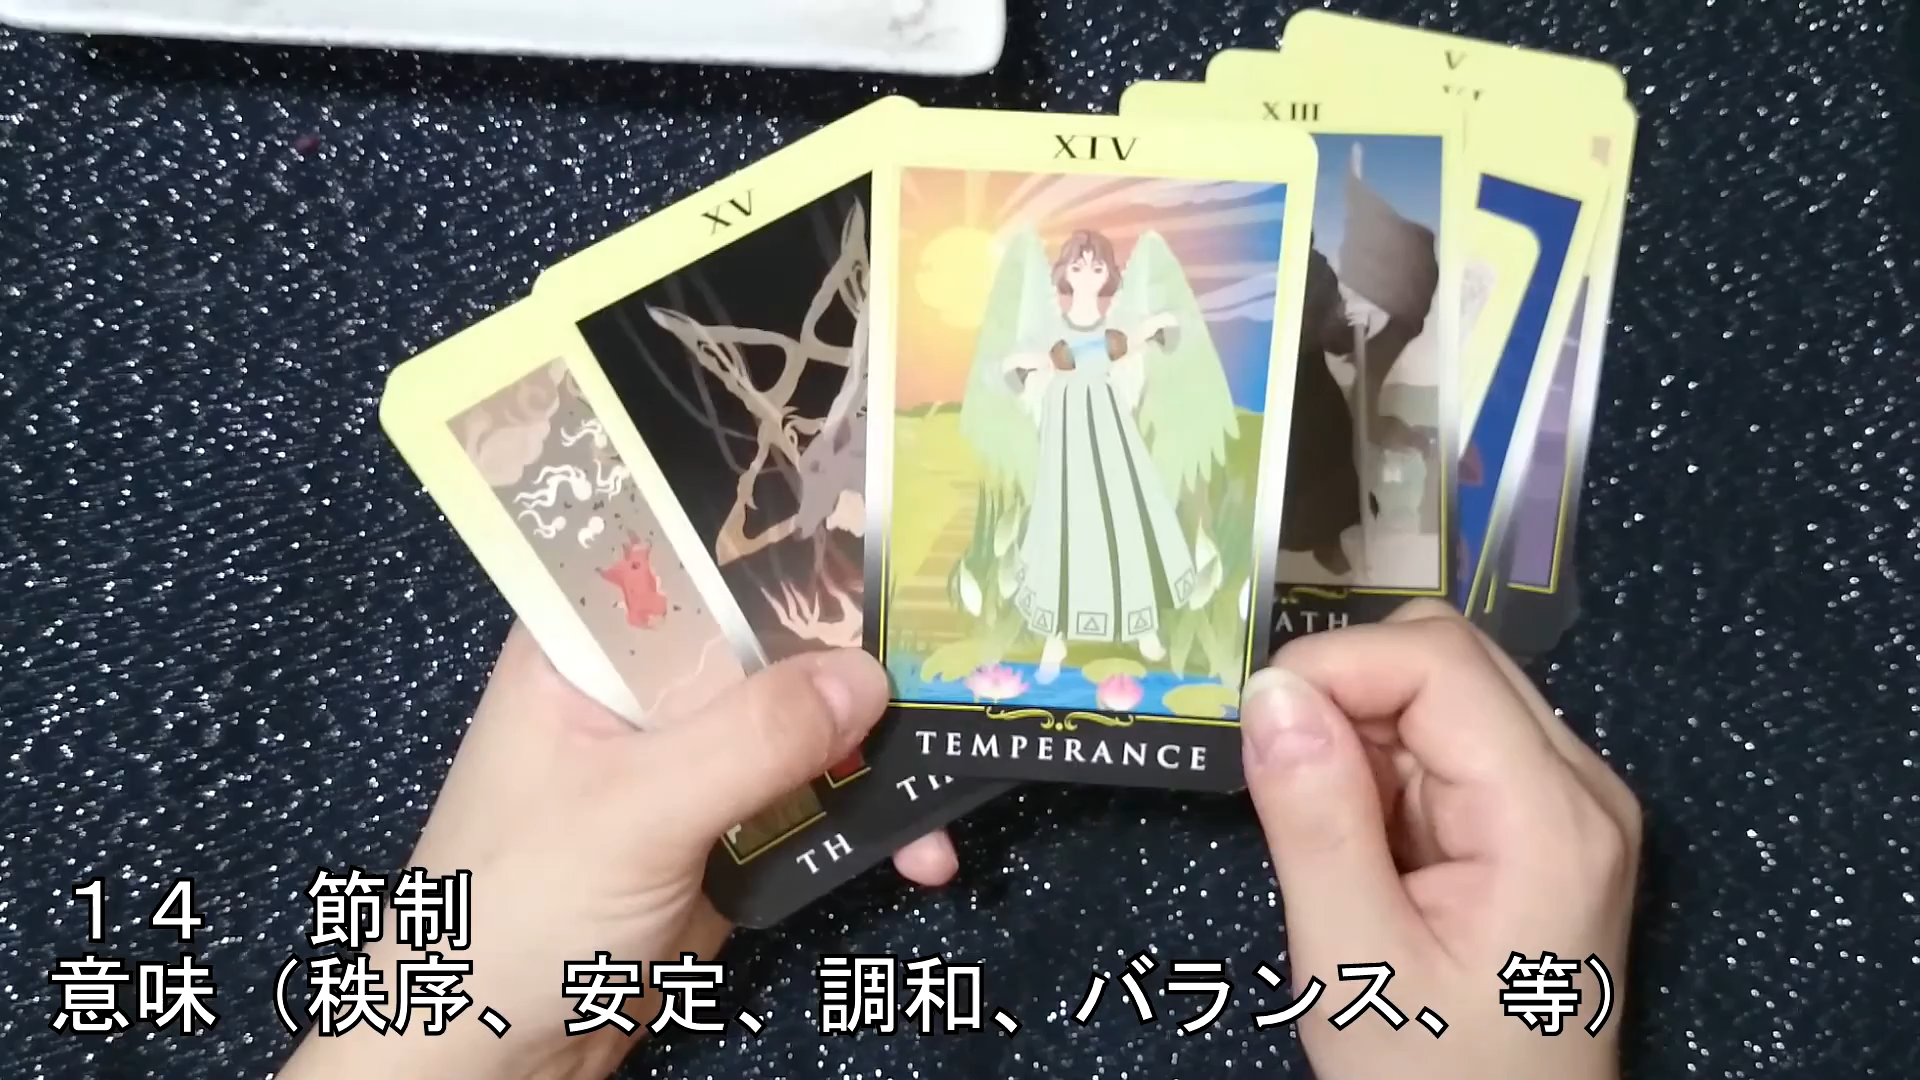 V
XIII
XIV
XV
TEMPERANCE
ATH
TH
１４　節制
意味（秩序、安定、調和、バランス、等）